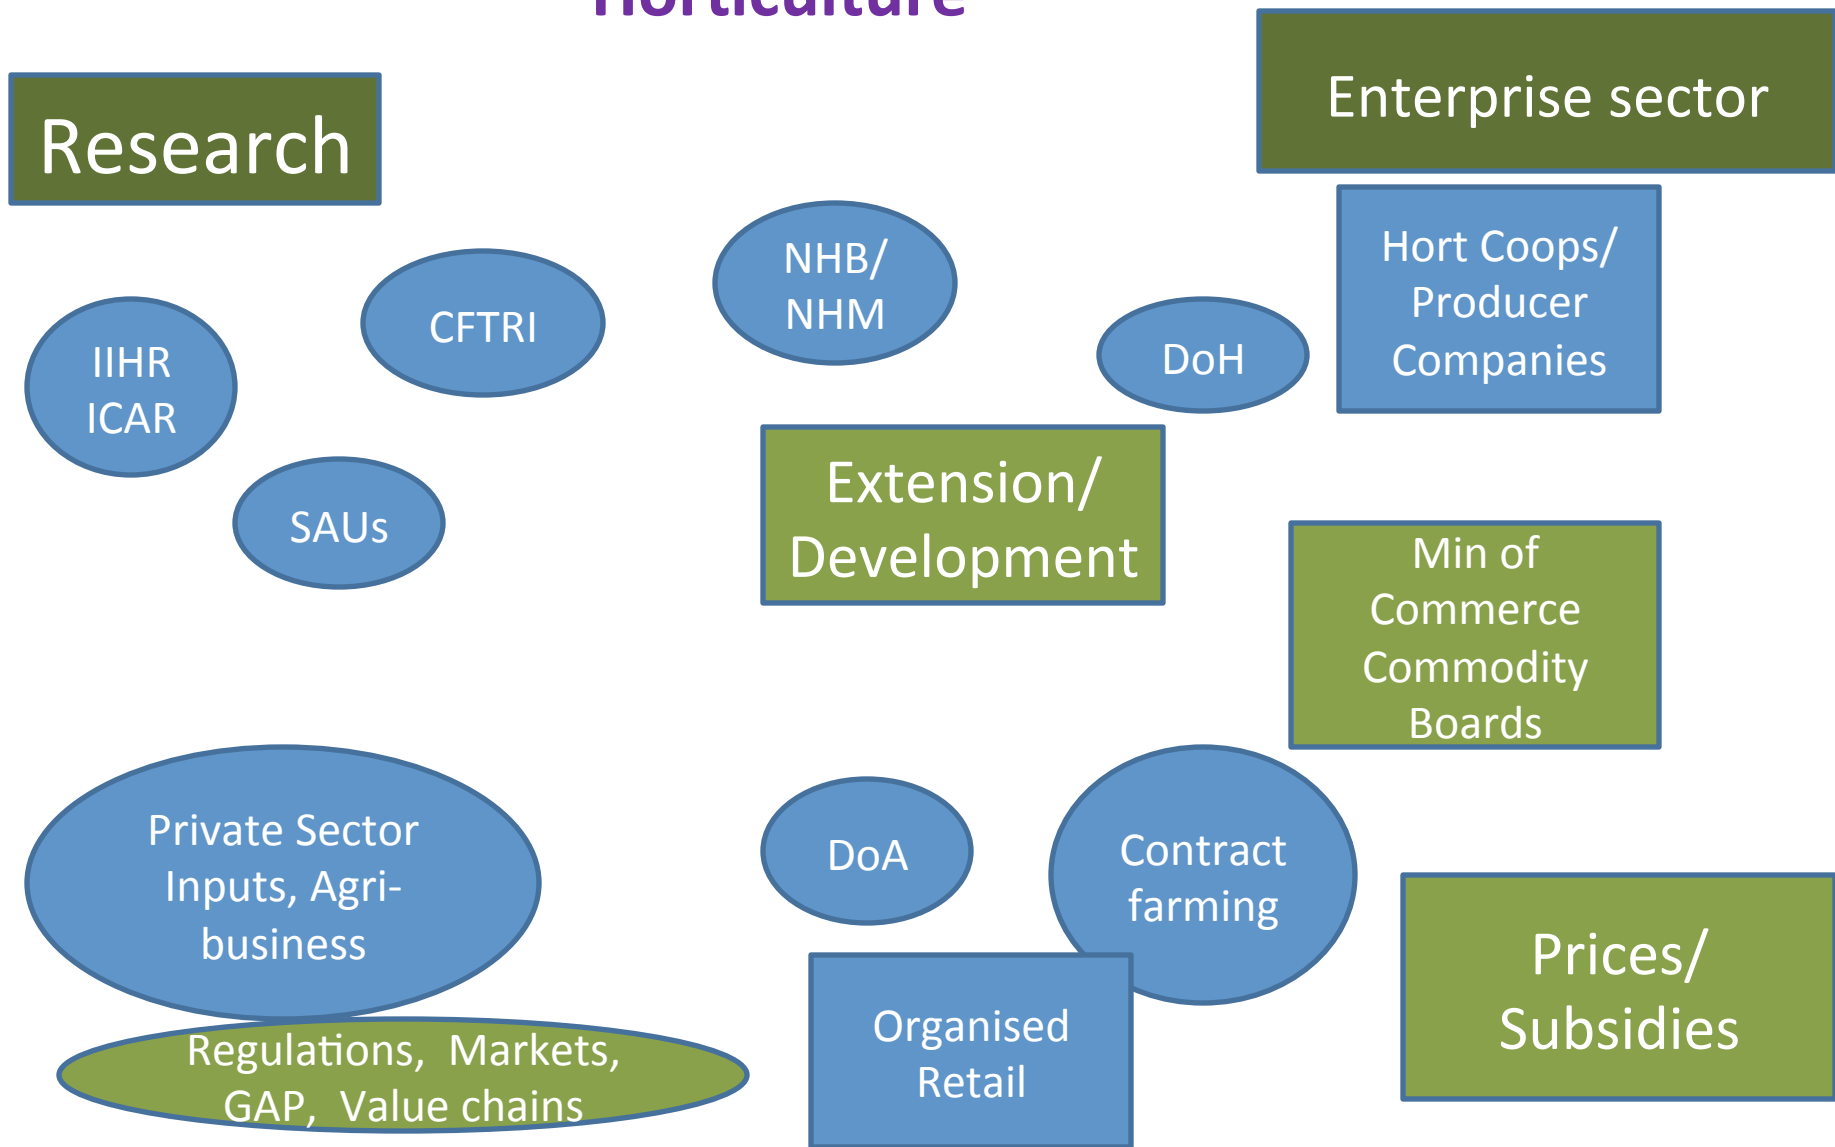 Horticulture
Enterprise sector
Research
NHB/
NHM
Hort Coops/
Producer
Companies
CFTRI
DoH
IIHR
ICAR
Extension/
Development
SAUs
Min of
Commerce
Commodity
Boards
Private Sector
Inputs, Agri-
business
DoA
Contract
farming
Prices/
Subsidies
Organised
Retail
Regulations, Markets,
GAP, Value chains